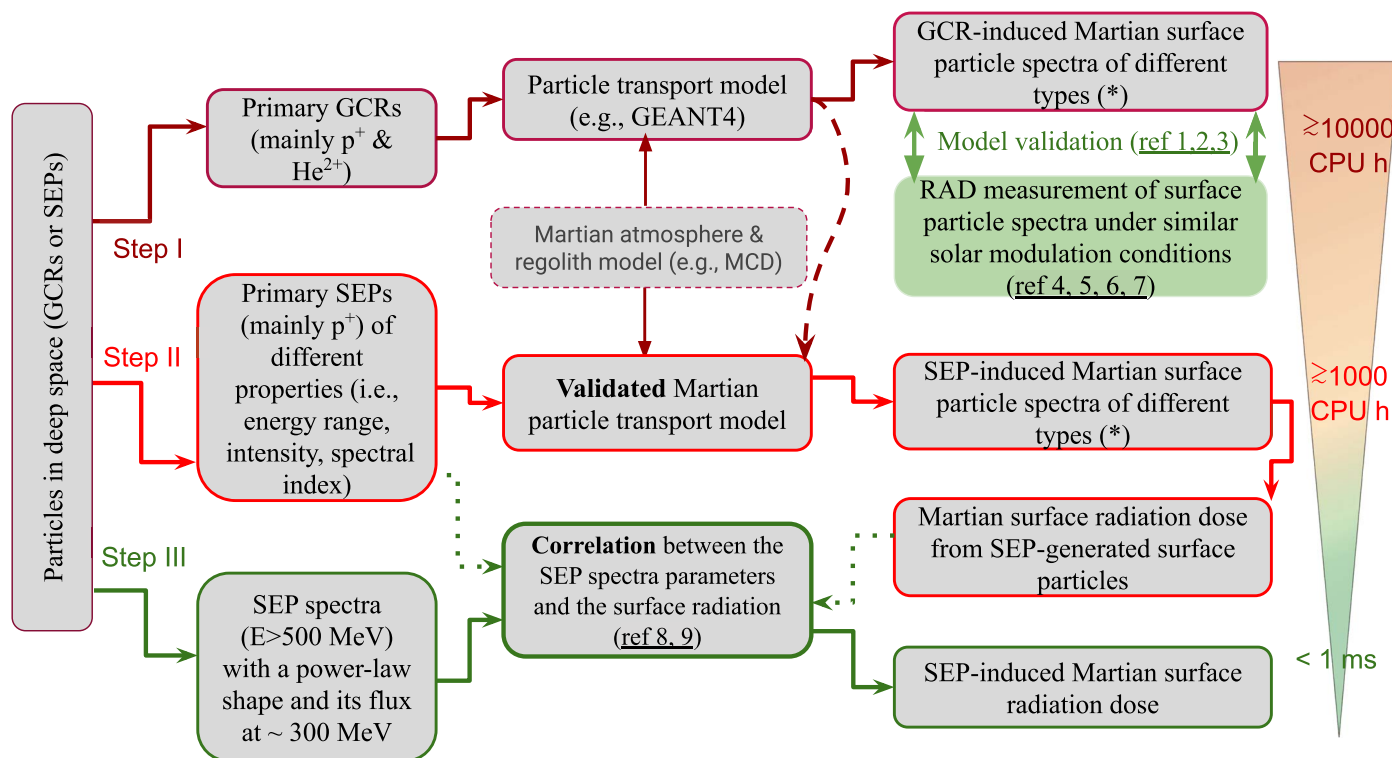 Particles in deep space (GCRs or SEPs)
Step I
Primary GCRs
(mainly p⁺ &
He²⁺)
Particle transport model
(e.g., GEANT4)
GCR-induced Martian surface
particle spectra of different
types (*)
Model validation (ref 1,2,3)
RAD measurement of surface
particle spectra under similar
solar modulation conditions
(ref 4, 5, 6, 7)
≳10000
CPU h
Martian atmosphere &
regolith model (e.g., MCD)
Step II
Primary SEPs
(mainly p⁺) of
different
properties (i.e.,
energy range,
intensity, spectral
index)
Validated Martian
particle transport model
SEP-induced Martian surface
particle spectra of different
types (*)
≳1000
CPU h
Martian surface radiation dose
from SEP-generated surface
particles
Step III
SEP spectra
(E>500 MeV)
with a power-law
shape and its flux
at ~ 300 MeV
Correlation between the
SEP spectra parameters
and the surface radiation
(ref 8, 9)
SEP-induced Martian surface
radiation dose
< 1 ms